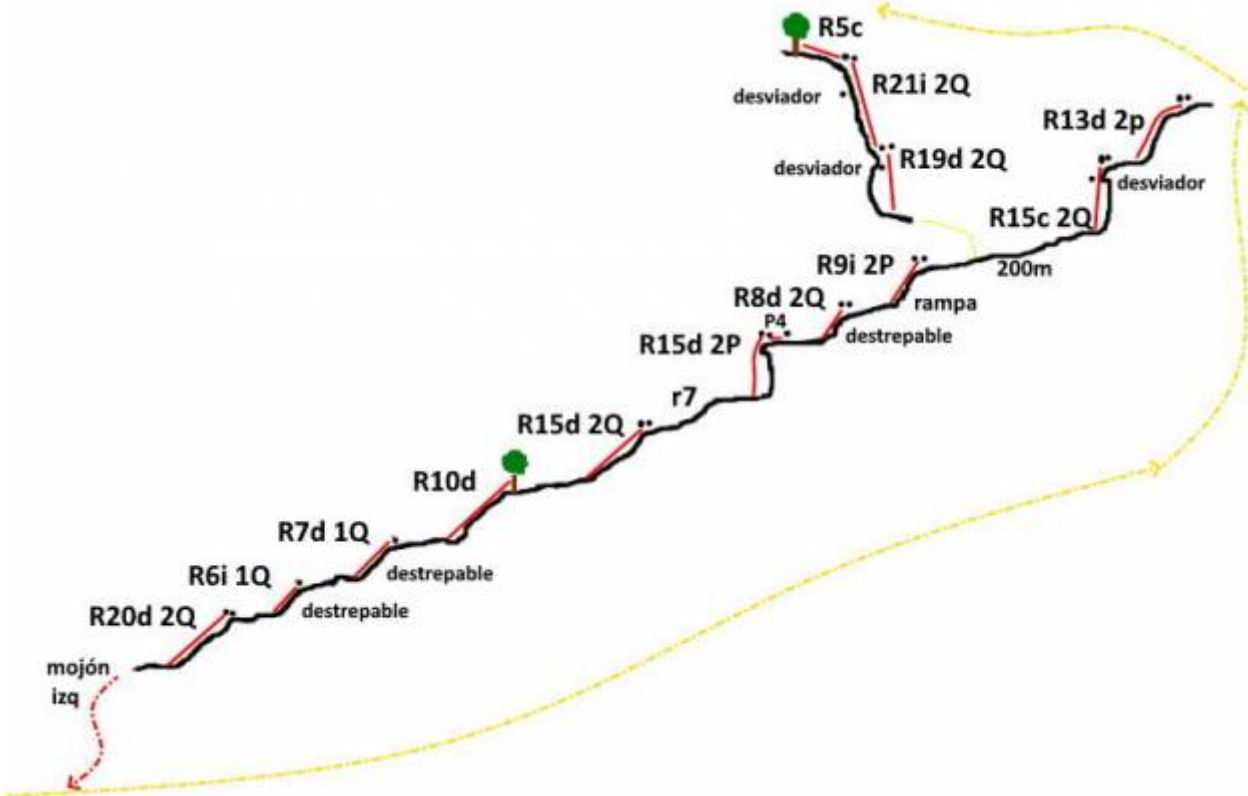 R5c
R21i 2Q
desviador
R13d 2p
R19d 2Q
desviador
desviador
R15c 2Q
R9i 2P
200m
R8d 2Q
rampa
P4
destrepable
R15d 2P
r7
R15d 2Q
R10d
R7d 1Q
destrepable
R6i 1Q
destrepable
R20d 2Q
mojón
izq